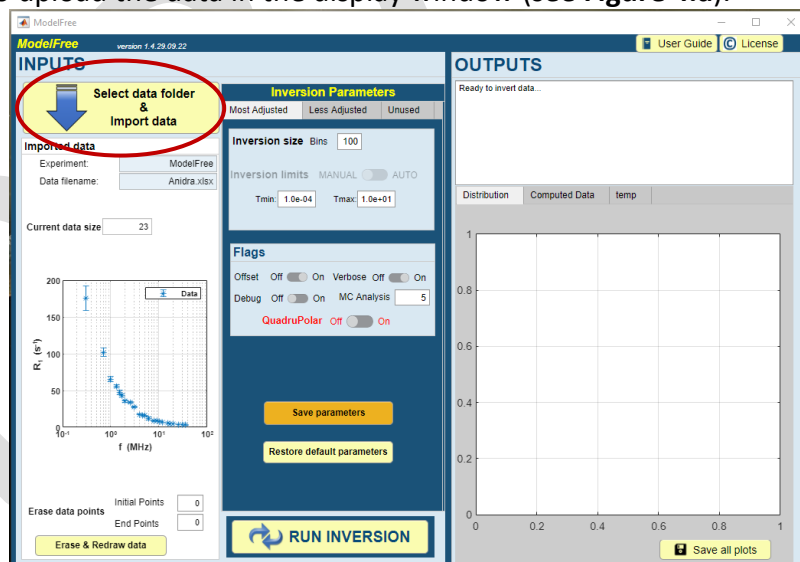 upload the data in the display window (see Figure 4.a).
ModelFree
ModelFree version 1.4.29.09.22
User Guide
License
INPUTS
Select data folder
&
Import data
Imported data
Experiment: ModelFree
Data filename: Anidra.xlsx
Current data size 23
Data
200
150
100
50
0
R1 (s-1)
10-1 100 101 102
f (MHz)
Erase data points
Initial Points 0
End Points 0
Erase & Redraw data
Inversion Parameters
Most Adjusted Less Adjusted Unused
Inversion size Bins 100
Inversion limits MANUAL AUTO
Tmin: 1.0e-04 Tmax: 1.0e+01
Flags
Offset Off On Verbose Off On
Debug Off On MC Analysis 5
QuadruPolar Off On
Save parameters
Restore default parameters
RUN INVERSION
OUTPUTS
Ready to invert data...
Distribution Computed Data temp
1
0.8
0.6
0.4
0.2
0
0 0.2 0.4 0.6 0.8 1
Save all plots